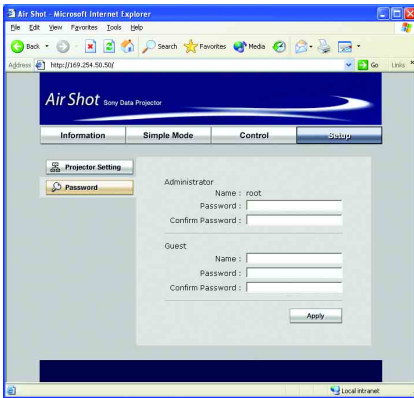 Air Shot - Microsoft Internet Explorer
File Edit View Favorites Tools Help
Back Search Favorites Media
Address http://169.254.50.50/ Go Links »
Air Shot Sony Data Projector
Information Simple Mode Control Setup
Projector Setting
Password
Administrator
Name : root
Password :
Confirm Password :
Guest
Name :
Password :
Confirm Password :
Apply
Local intranet